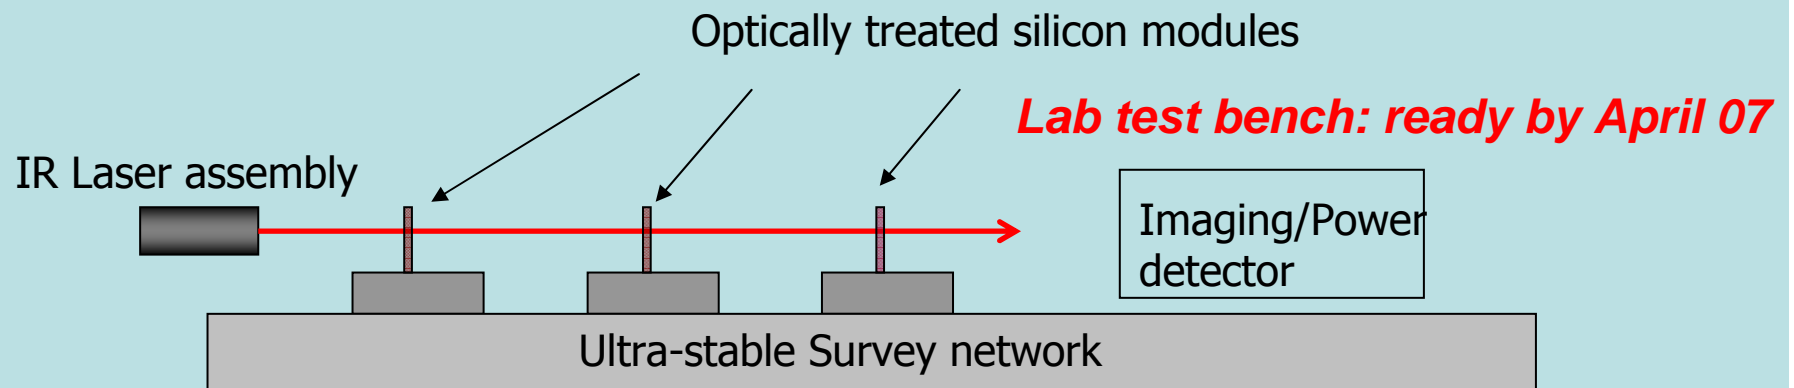 Optically treated silicon modules
Lab test bench: ready by April 07
IR Laser assembly
Imaging/Power
detector
Ultra-stable Survey network